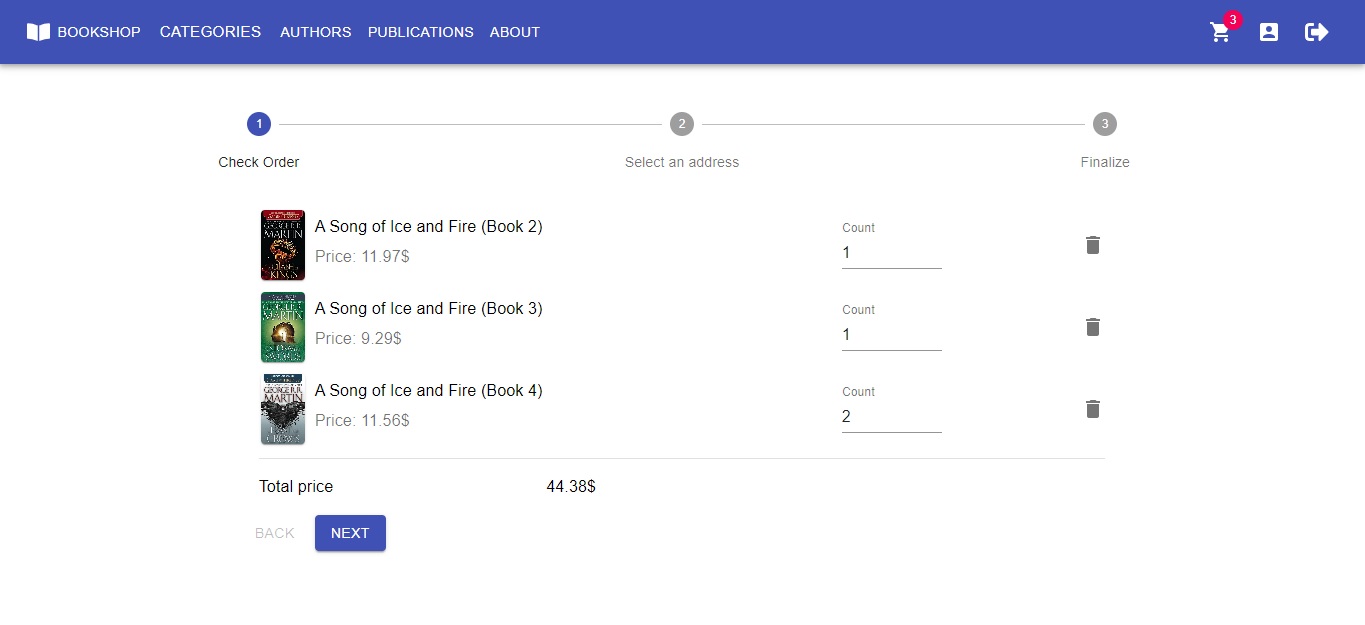 BOOKSHOP CATEGORIES AUTHORS PUBLICATIONS ABOUT 3
1 2 3
Check Order Select an address Finalize
GEORGE R.R.
MARTIN
KINGS
A Song of Ice and Fire (Book 2)
Price: 11.97$
Count
1
GEORGE R.R.
MARTIN
SWORDS
A Song of Ice and Fire (Book 3)
Price: 9.29$
Count
1
GEORGE R.R.
MARTIN
CROWS
A Song of Ice and Fire (Book 4)
Price: 11.56$
Count
2
Total price 44.38$
BACK NEXT